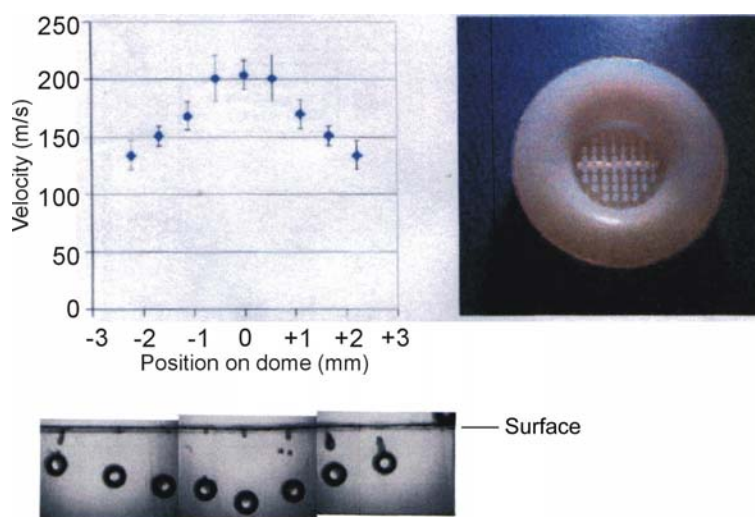 250
200
150
100
50
0
Velocity (m/s)
-3 -2 -1 0 +1 +2 +3
Position on dome (mm)
Surface